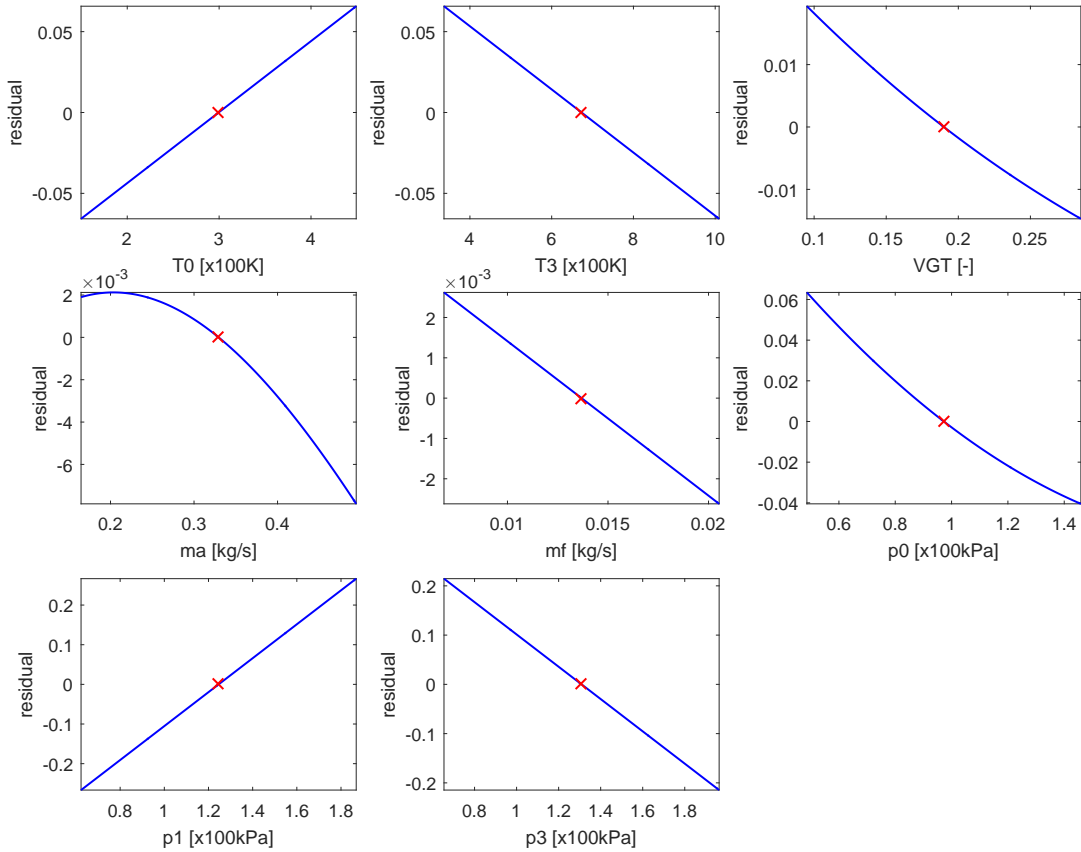 0.05
0
-0.05
residual
2 3 4
T0 [x100K]
0.05
0
-0.05
residual
4 6 8 10
T3 [x100K]
0.01
0
-0.01
residual
0.1 0.15 0.2 0.25
VGT [-]
×10⁻³
2
0
-2
-4
-6
residual
0.2 0.4
ma [kg/s]
×10⁻³
2
1
0
-1
-2
residual
0.01 0.015 0.02
mf [kg/s]
0.06
0.04
0.02
0
-0.02
-0.04
residual
0.6 0.8 1 1.2 1.4
p0 [x100kPa]
0.2
0.1
0
-0.1
-0.2
residual
0.8 1 1.2 1.4 1.6 1.8
p1 [x100kPa]
0.2
0.1
0
-0.1
-0.2
residual
0.8 1 1.2 1.4 1.6 1.8
p3 [x100kPa]